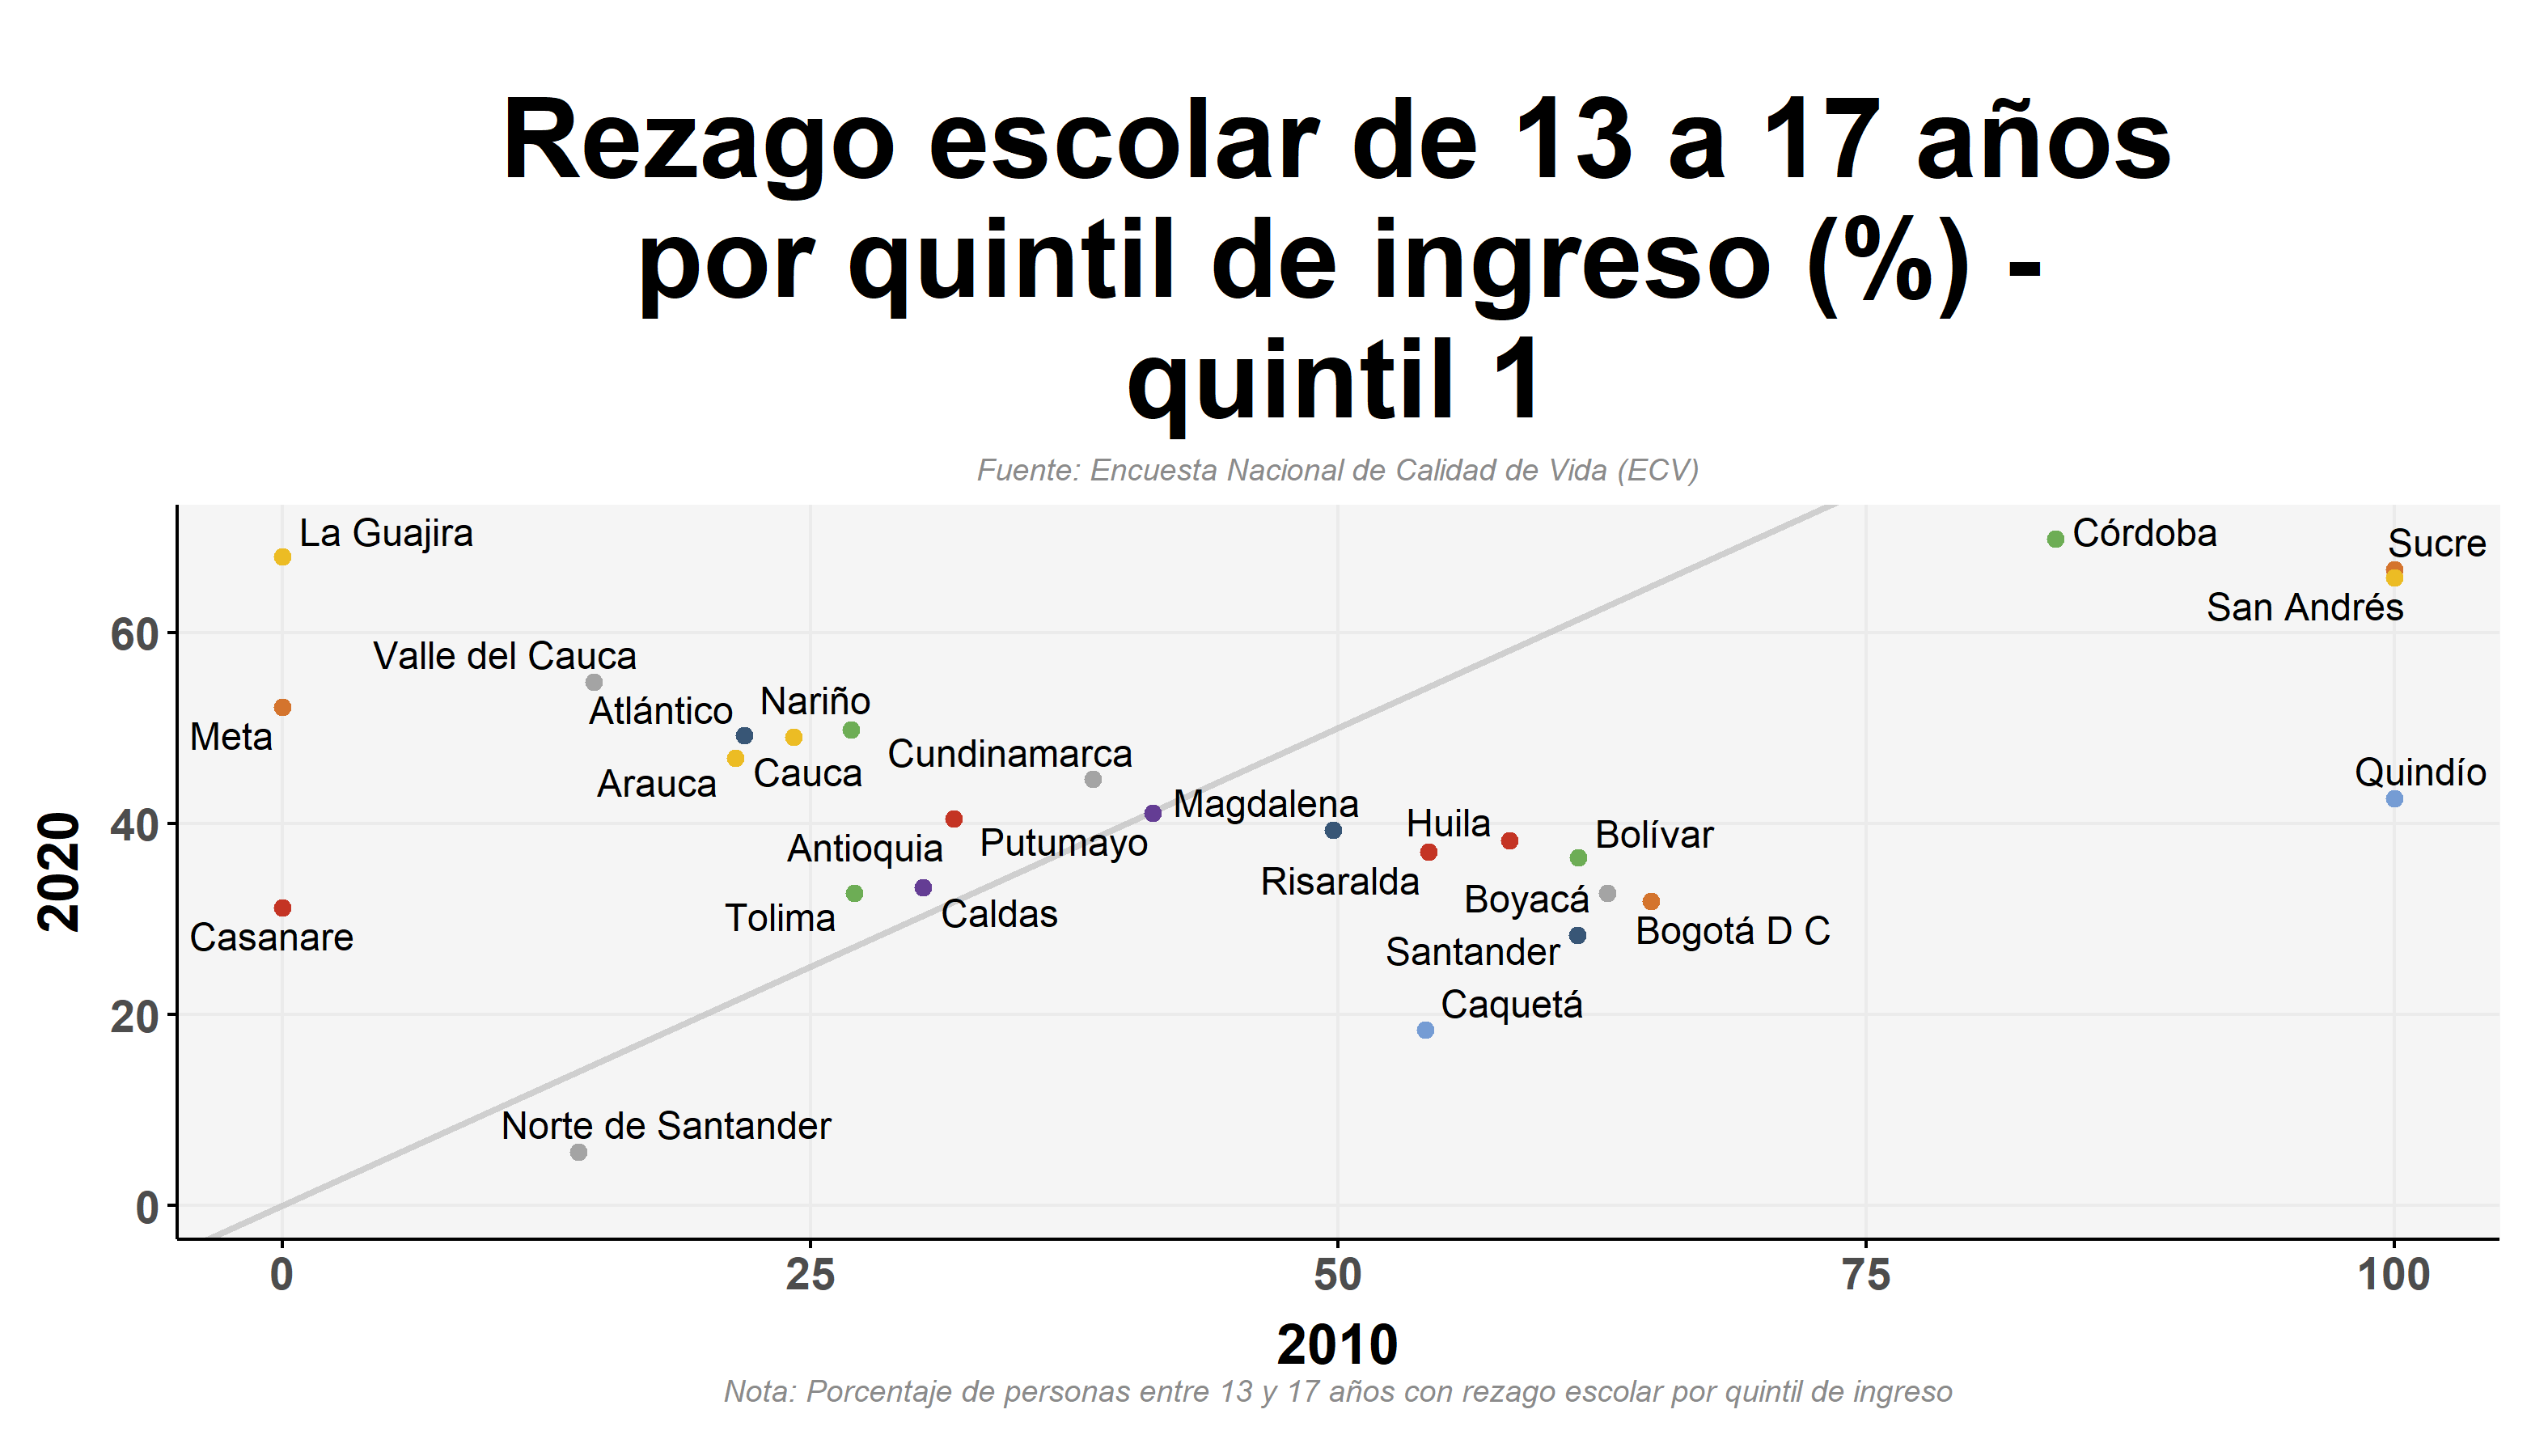 Rezago escolar de 13 a 17 años
por quintil de ingreso (%) -
quintil 1
Fuente: Encuesta Nacional de Calidad de Vida (ECV)
La Guajira
Córdoba
Sucre
San Andrés
60
Valle del Cauca
Nariño
Atlántico
Meta
Cundinamarca
Cauca
Arauca
Quindío
Magdalena
40
Huila
Bolívar
Putumayo
Antioquia
Risaralda
Boyacá
Caldas
Tolima
Bogotá D C
Casanare
Santander
Caquetá
20
Norte de Santander
0
2020
0 25 50 75 100
2010
Nota: Porcentaje de personas entre 13 y 17 años con rezago escolar por quintil de ingreso